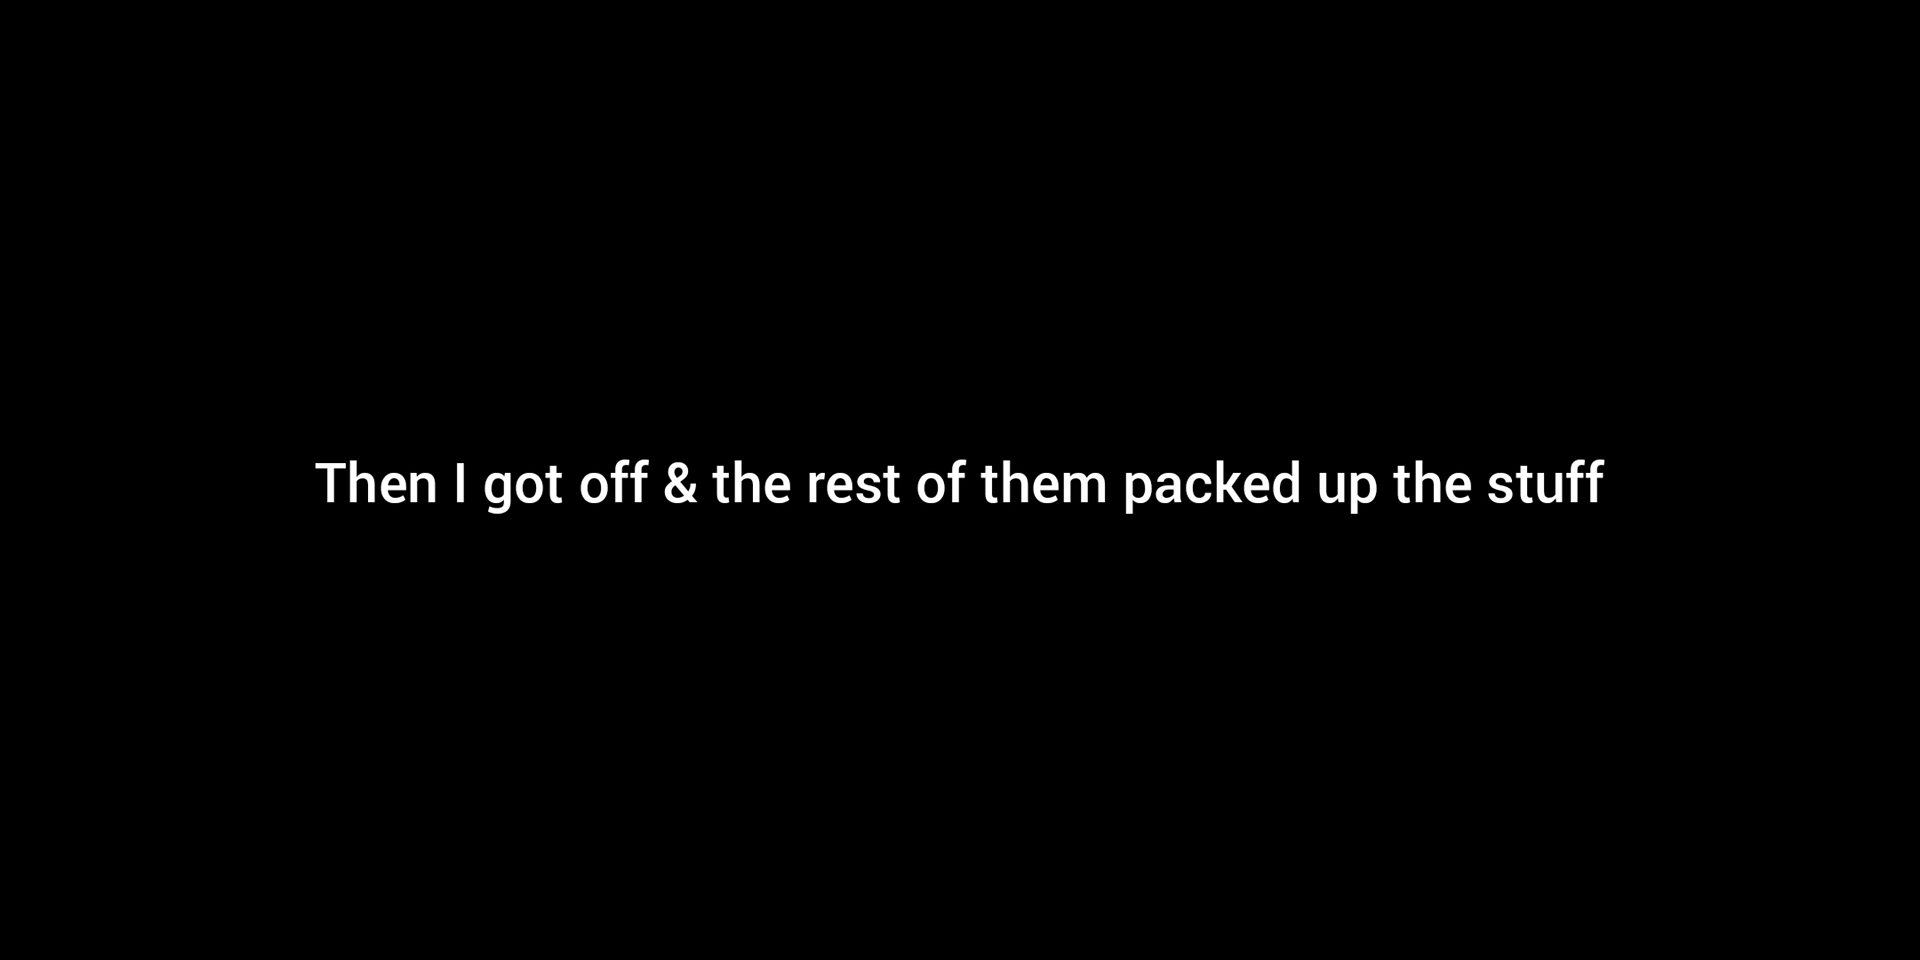 Then I got off & the rest of them packed up the stuff